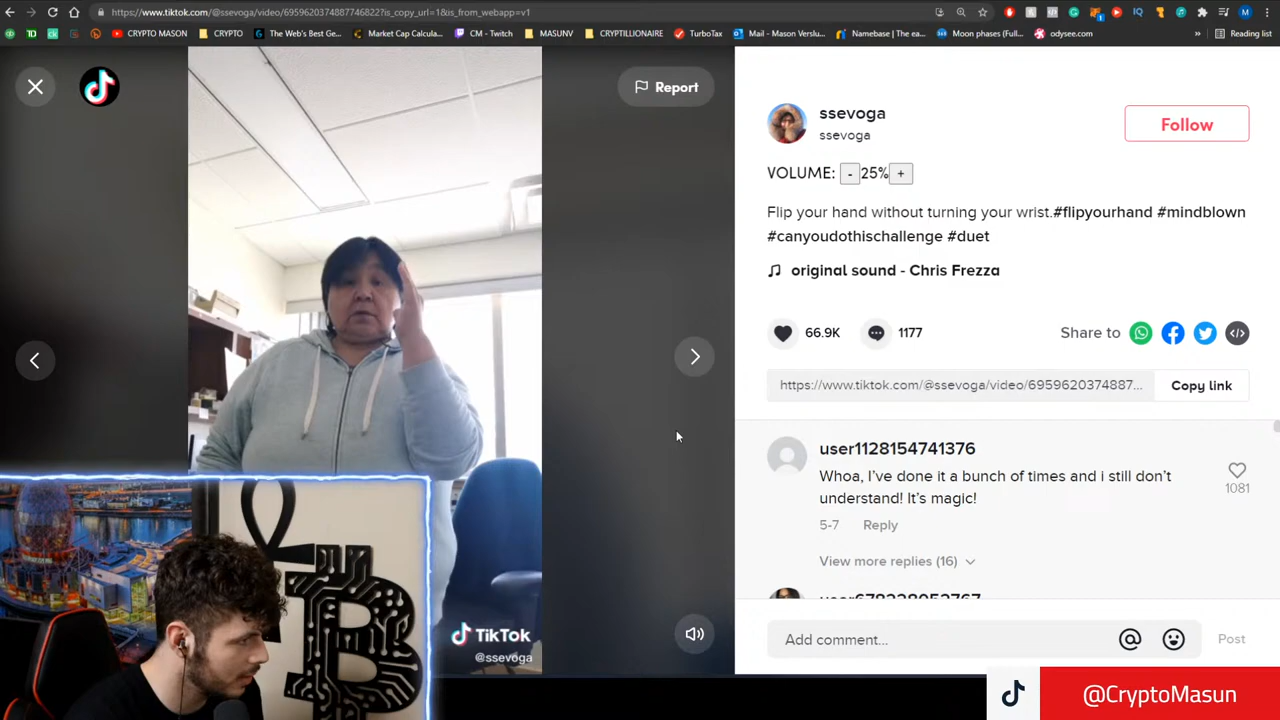 https://www.tiktok.com/@ssevoga/video/6959620374887746822?is_copy_url=1&is_from_webapp=v1
CRYPTO MASON
CRYPTO
The Web's Best Ge...
Market Cap Calcula...
CM - Twitch
MASUNV
CRYPTILLIONAIRE
TurboTax
Mail - Mason Verslu...
Namebase | The ea...
Moon phases (Full...
odysee.com
»
Reading list
Report
ssevoga
ssevoga
Follow
VOLUME: - 25% +
Flip your hand without turning your wrist.#flipyourhand #mindblown
#canyoudothischallenge #duet
original sound - Chris Frezza
66.9K
1177
Share to
https://www.tiktok.com/@ssevoga/video/6959620374887...
Copy link
user1128154741376
Whoa, I've done it a bunch of times and i still don't
understand! It's magic!
1081
5-7
Reply
View more replies (16)
TikTok
@ssevoga
Add comment...
Post
@CryptoMasun